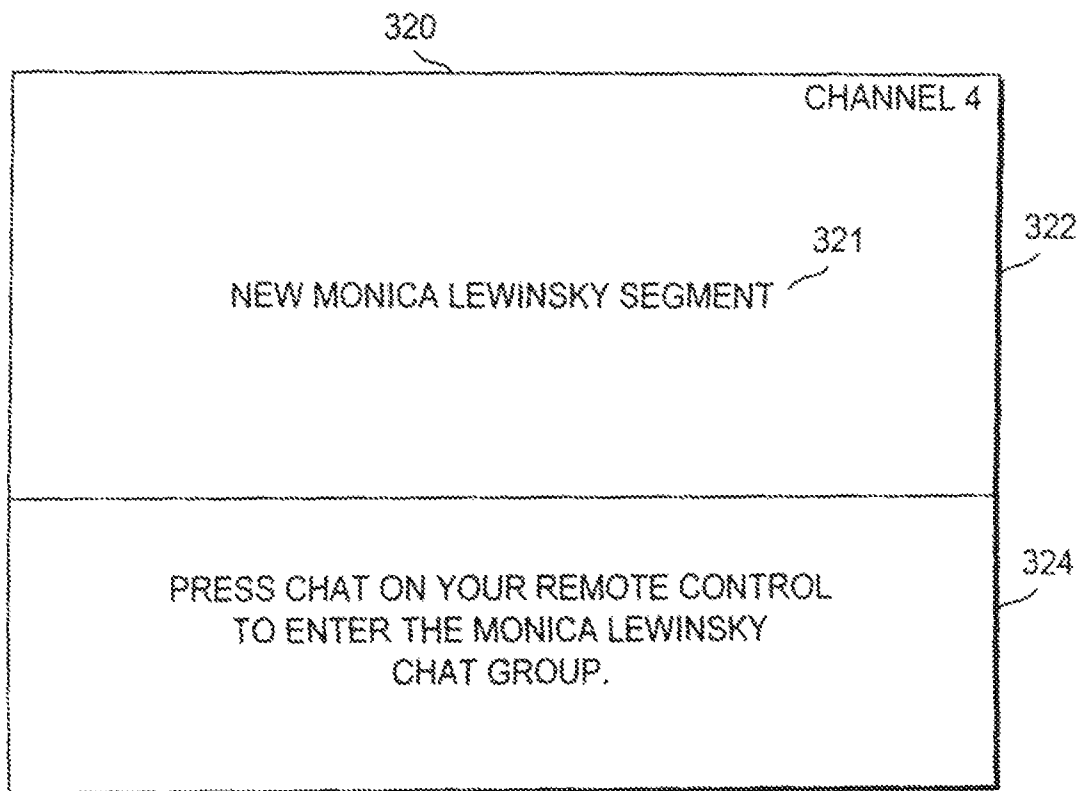 320
CHANNEL 4
322
321
NEW MONICA LEWINSKY SEGMENT
324
PRESS CHAT ON YOUR REMOTE CONTROL
TO ENTER THE MONICA LEWINSKY
CHAT GROUP.